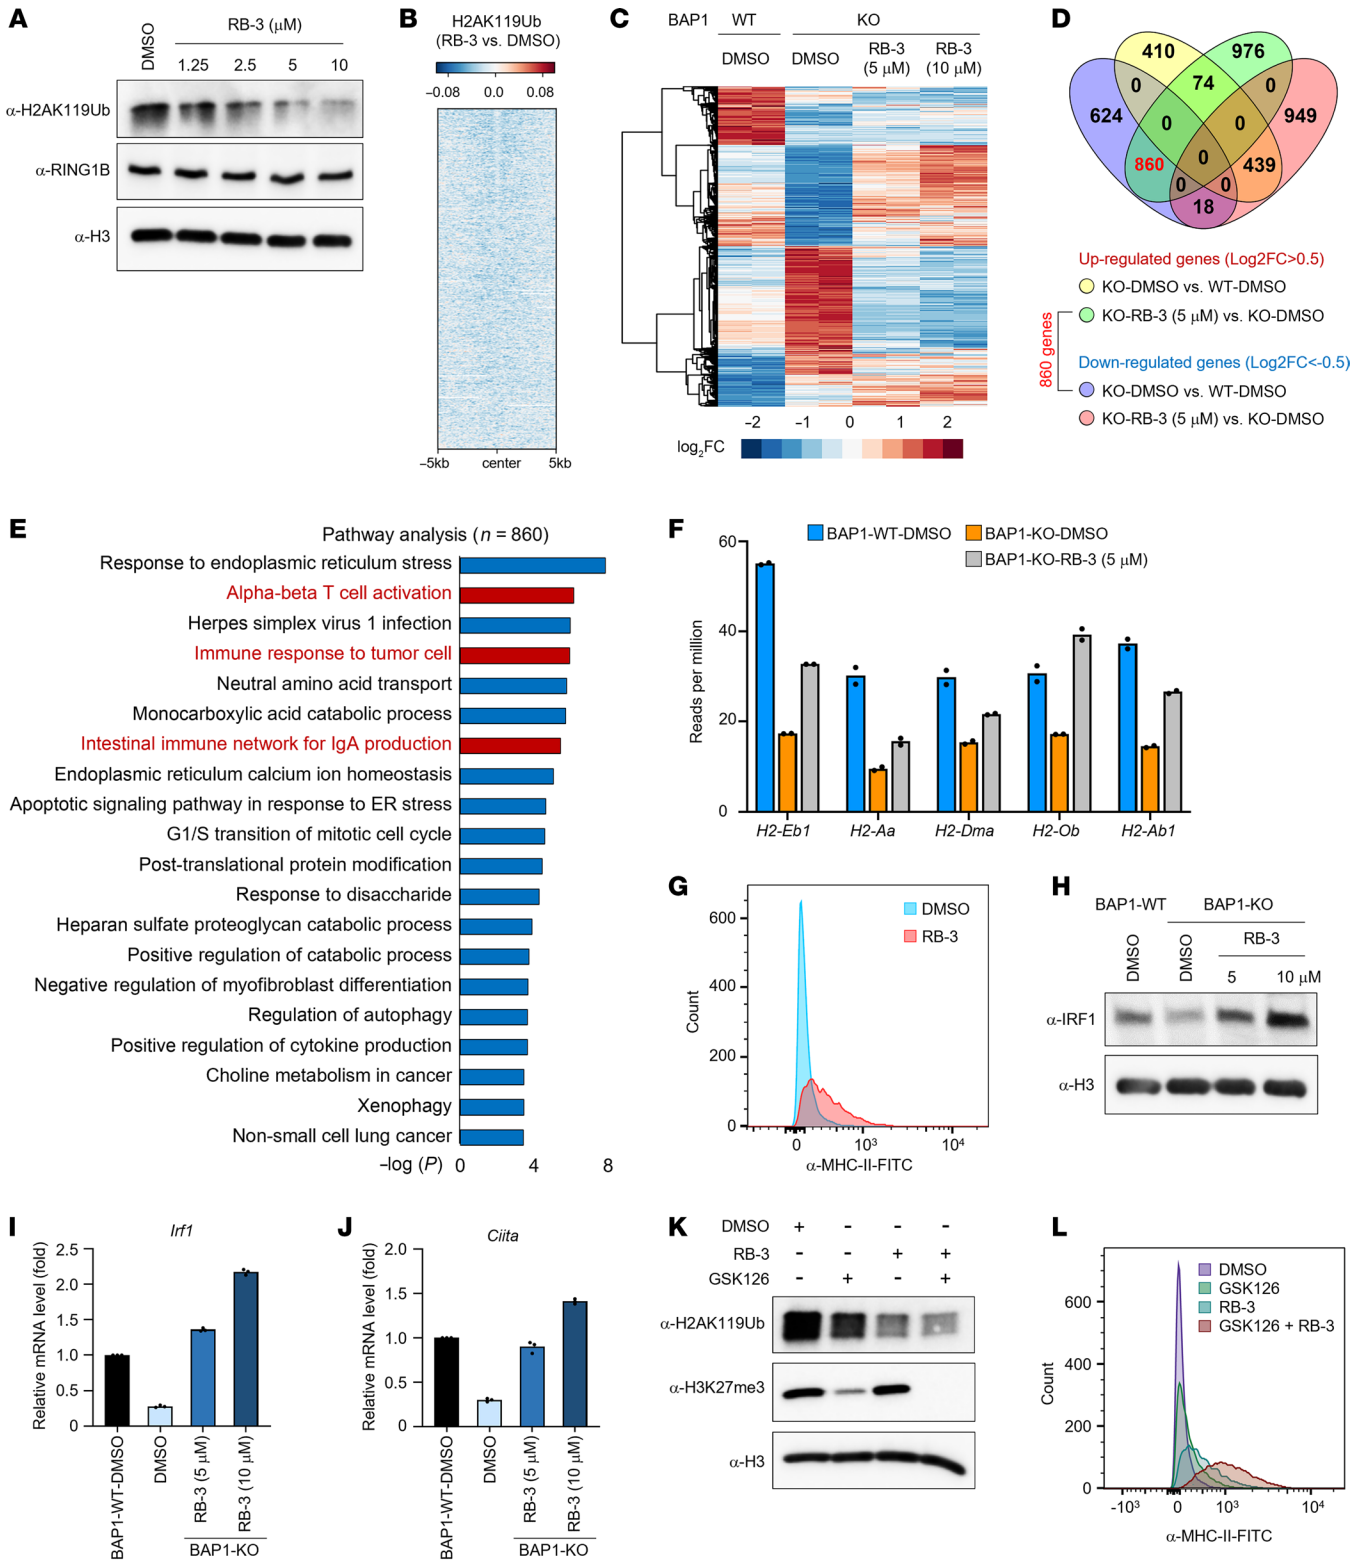 A
RB-3 (µM)
DMSO
1.25 2.5 5 10
α-H2AK119Ub
α-RING1B
α-H3
B
H2AK119Ub
(RB-3 vs. DMSO)
−0.08 0.0 0.08
−5kb center 5kb
C
BAP1 WT KO
DMSO DMSO RB-3 (5 µM) RB-3 (10 µM)
−2 −1 0 1 2
log2FC
D
410 976
624 0 74 0 949
0 0
860 0 439
0 0
18
Up-regulated genes (Log2FC>0.5)
KO-DMSO vs. WT-DMSO
KO-RB-3 (5 µM) vs. KO-DMSO
860 genes
Down-regulated genes (Log2FC<-0.5)
KO-DMSO vs. WT-DMSO
KO-RB-3 (5 µM) vs. KO-DMSO
E
Pathway analysis (n = 860)
Response to endoplasmic reticulum stress
Alpha-beta T cell activation
Herpes simplex virus 1 infection
Immune response to tumor cell
Neutral amino acid transport
Monocarboxylic acid catabolic process
Intestinal immune network for IgA production
Endoplasmic reticulum calcium ion homeostasis
Apoptotic signaling pathway in response to ER stress
G1/S transition of mitotic cell cycle
Post-translational protein modification
Response to disaccharide
Heparan sulfate proteoglycan catabolic process
Positive regulation of catabolic process
Negative regulation of myofibroblast differentiation
Regulation of autophagy
Positive regulation of cytokine production
Choline metabolism in cancer
Xenophagy
Non-small cell lung cancer
−log (P) 0 4 8
F
BAP1-WT-DMSO
BAP1-KO-DMSO
BAP1-KO-RB-3 (5 µM)
Reads per million
60
40
20
0
H2-Eb1 H2-Aa H2-Dma H2-Ob H2-Ab1
G
DMSO
RB-3
Count
600
400
200
0
0 10³ 10⁴
α-MHC-II-FITC
H
BAP1-WT BAP1-KO
RB-3
DMSO DMSO 5 10 µM
α-IRF1
α-H3
I
Irf1
Relative mRNA level (fold)
2.5
2.0
1.5
1.0
0.5
0
BAP1-WT-DMSO
DMSO
RB-3 (5 µM)
RB-3 (10 µM)
BAP1-KO
J
Ciita
Relative mRNA level (fold)
2.0
1.5
1.0
0.5
0
BAP1-WT-DMSO
DMSO
RB-3 (5 µM)
RB-3 (10 µM)
BAP1-KO
K
DMSO + - - -
RB-3 - - + +
GSK126 - + - +
α-H2AK119Ub
α-H3K27me3
α-H3
L
DMSO
GSK126
RB-3
GSK126 + RB-3
Count
600
400
200
0
-10³ 0 10³ 10⁴
α-MHC-II-FITC